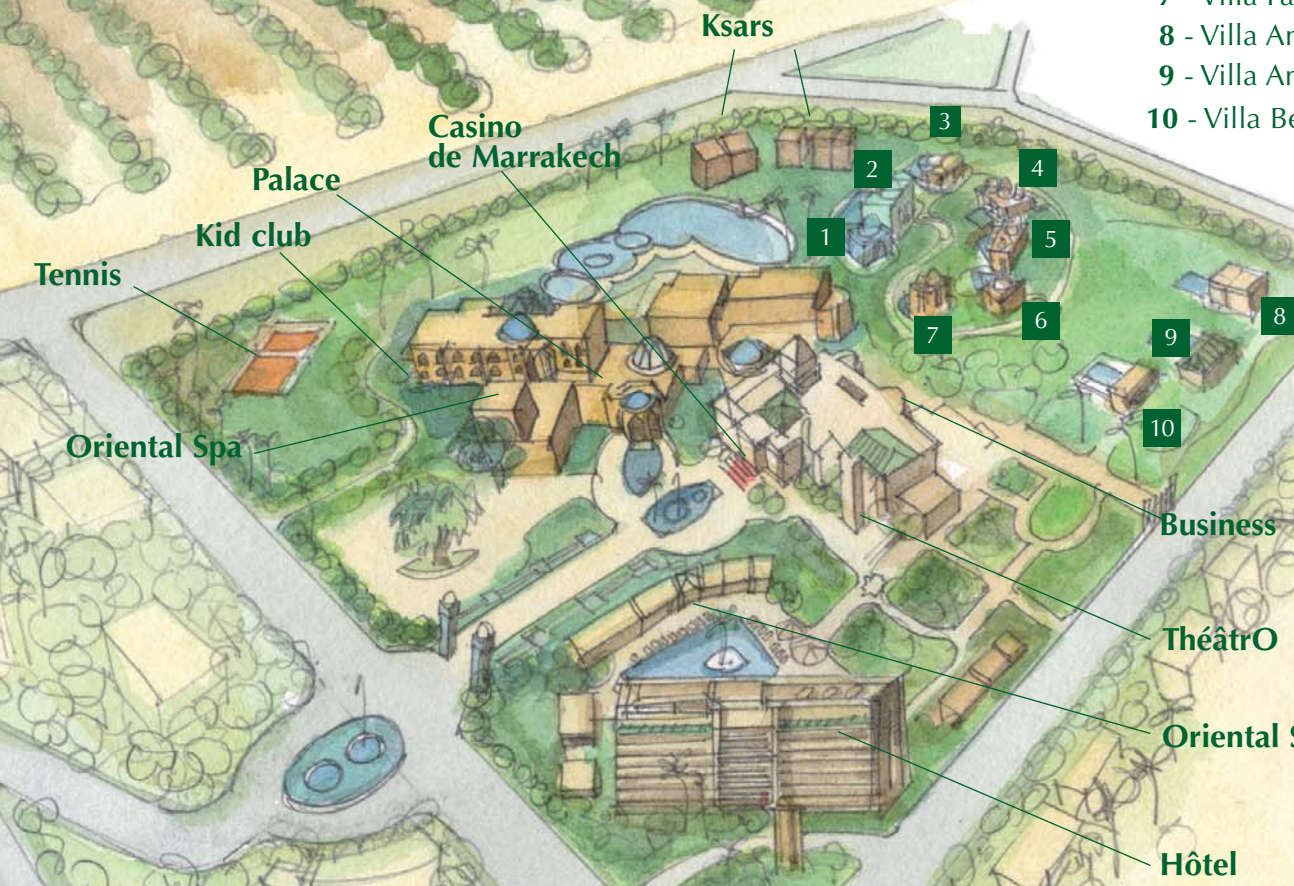 Ksars
8 - Villa
9 - Villa
10 - Villa
Casino
de Marrakech
3
2
4
Palace
Kid club
1
5
Tennis
8
6
7
9
10
Oriental Spa
Business
ThéâtrO
Oriental
Hôtel